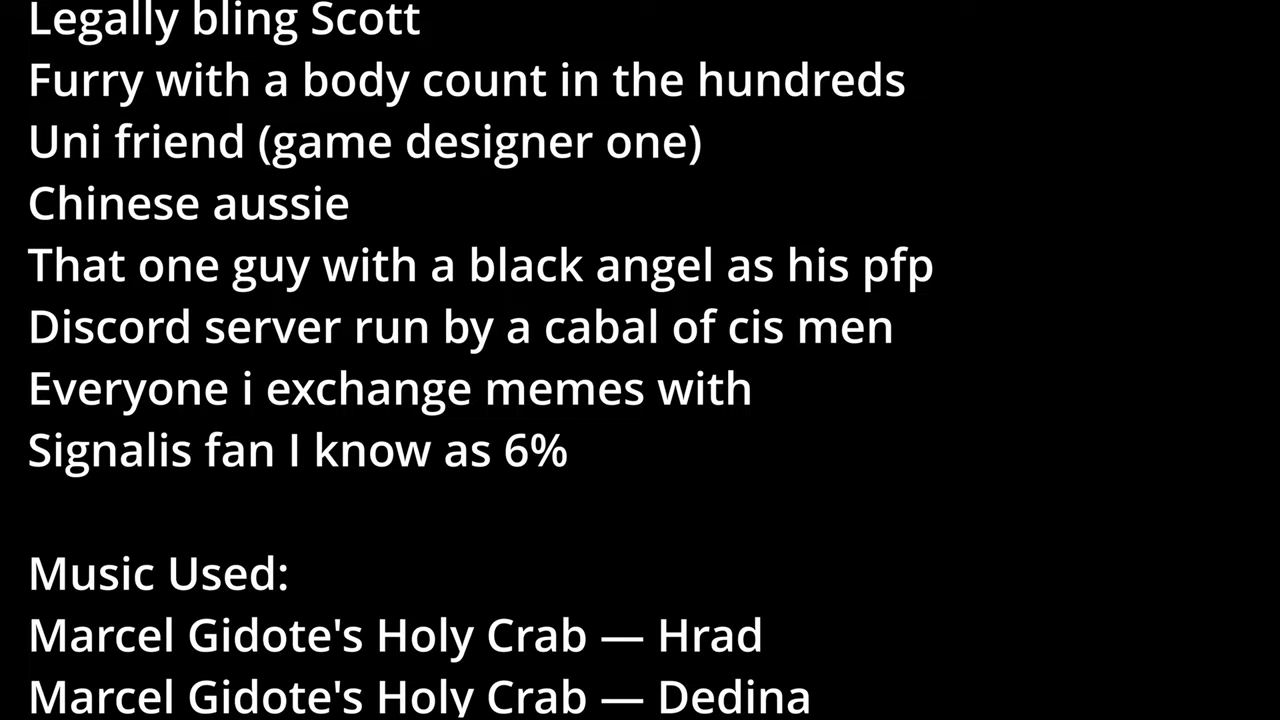 Legally bling Scott
Furry with a body count in the hundreds
Uni friend (game designer one)
Chinese aussie
That one guy with a black angel as his pfp
Discord server run by a cabal of cis men
Everyone i exchange memes with
Signalis fan I know as 6%
Music Used:
Marcel Gidote's Holy Crab — Hrad
Marcel Gidote's Holy Crab — Dedina